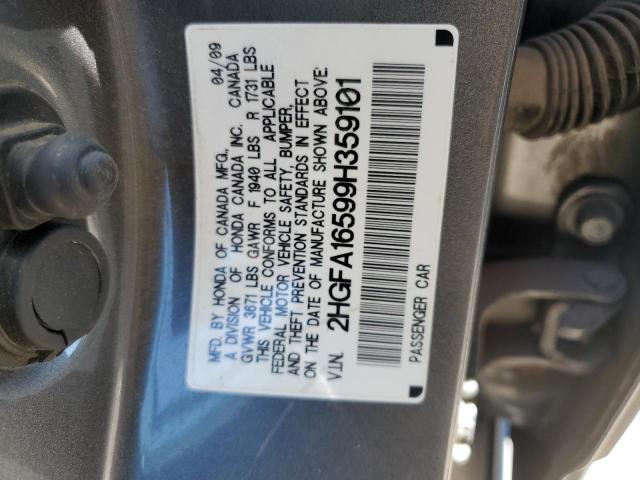 MFD. BY HONDA OF CANADA MFG., 04/09
A DIVISION OF HONDA CANADA INC. CANADA
GVWR 3671 LBS GAWR F 1940 LBS R 1731 LBS
THIS VEHICLE CONFORMS TO ALL APPLICABLE
FEDERAL MOTOR VEHICLE SAFETY, BUMPER,
AND THEFT PREVENTION STANDARDS IN EFFECT
ON THE DATE OF MANUFACTURE SHOWN ABOVE.
V.I.N. 2HGFA16599H359101
PASSENGER CAR